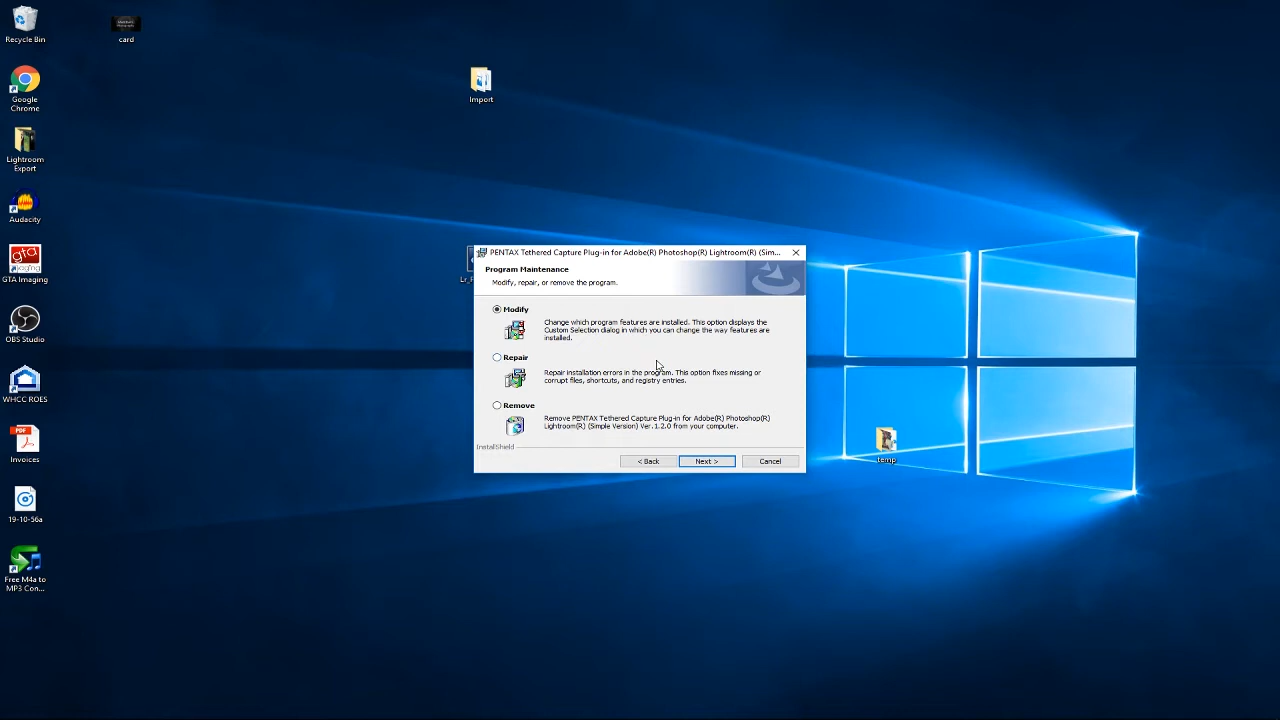 Recycle Bin
card
Import
Google
Chrome
Lightroom
Export
Audacity
gta
imaging
GTA Imaging
OBS Studio
WHCC ROES
PDF
Invoices
19-10-56a
Free M4a to
MP3 Con...
temp
PENTAX Tethered Capture Plug-in for Adobe(R) Photoshop(R) Lightroom(R) (Sim...
Program Maintenance
Modify, repair, or remove the program.
Modify
Change which program features are installed. This option displays the
Custom Selection dialog in which you can change the way features are
installed.
Repair
Repair installation errors in the program. This option fixes missing or
corrupt files, shortcuts, and registry entries.
Remove
Remove PENTAX Tethered Capture Plug-in for Adobe(R) Photoshop(R)
Lightroom(R) (Simple Version) Ver.1.2.0 from your computer.
InstallShield
< Back
Next >
Cancel